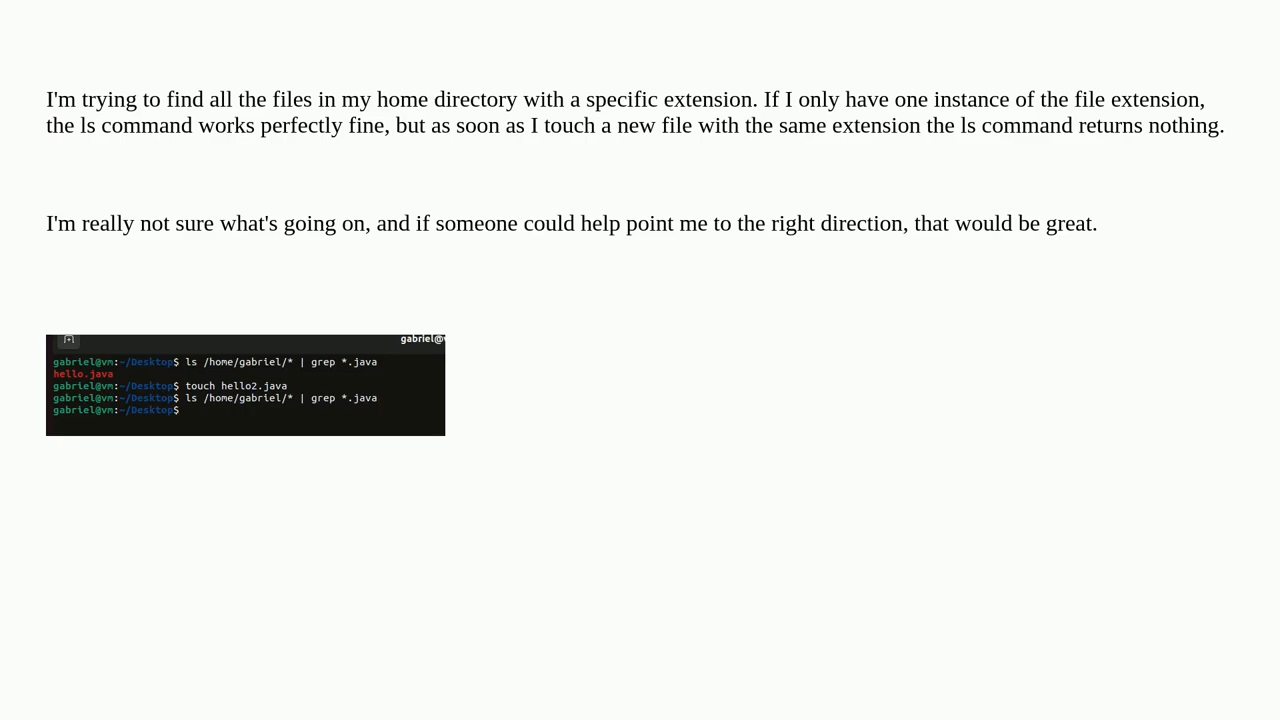 I'm trying to find all the files in my home directory with a specific extension. If I only have one instance of the file extension,
the ls command works perfectly fine, but as soon as I touch a new file with the same extension the ls command returns nothing.
I'm really not sure what's going on, and if someone could help point me to the right direction, that would be great.
gabriel@v
gabriel@vm:~/Desktop$ ls /home/gabriel/* | grep *.java
hello.java
gabriel@vm:~/Desktop$ touch hello2.java
gabriel@vm:~/Desktop$ ls /home/gabriel/* | grep *.java
gabriel@vm:~/Desktop$